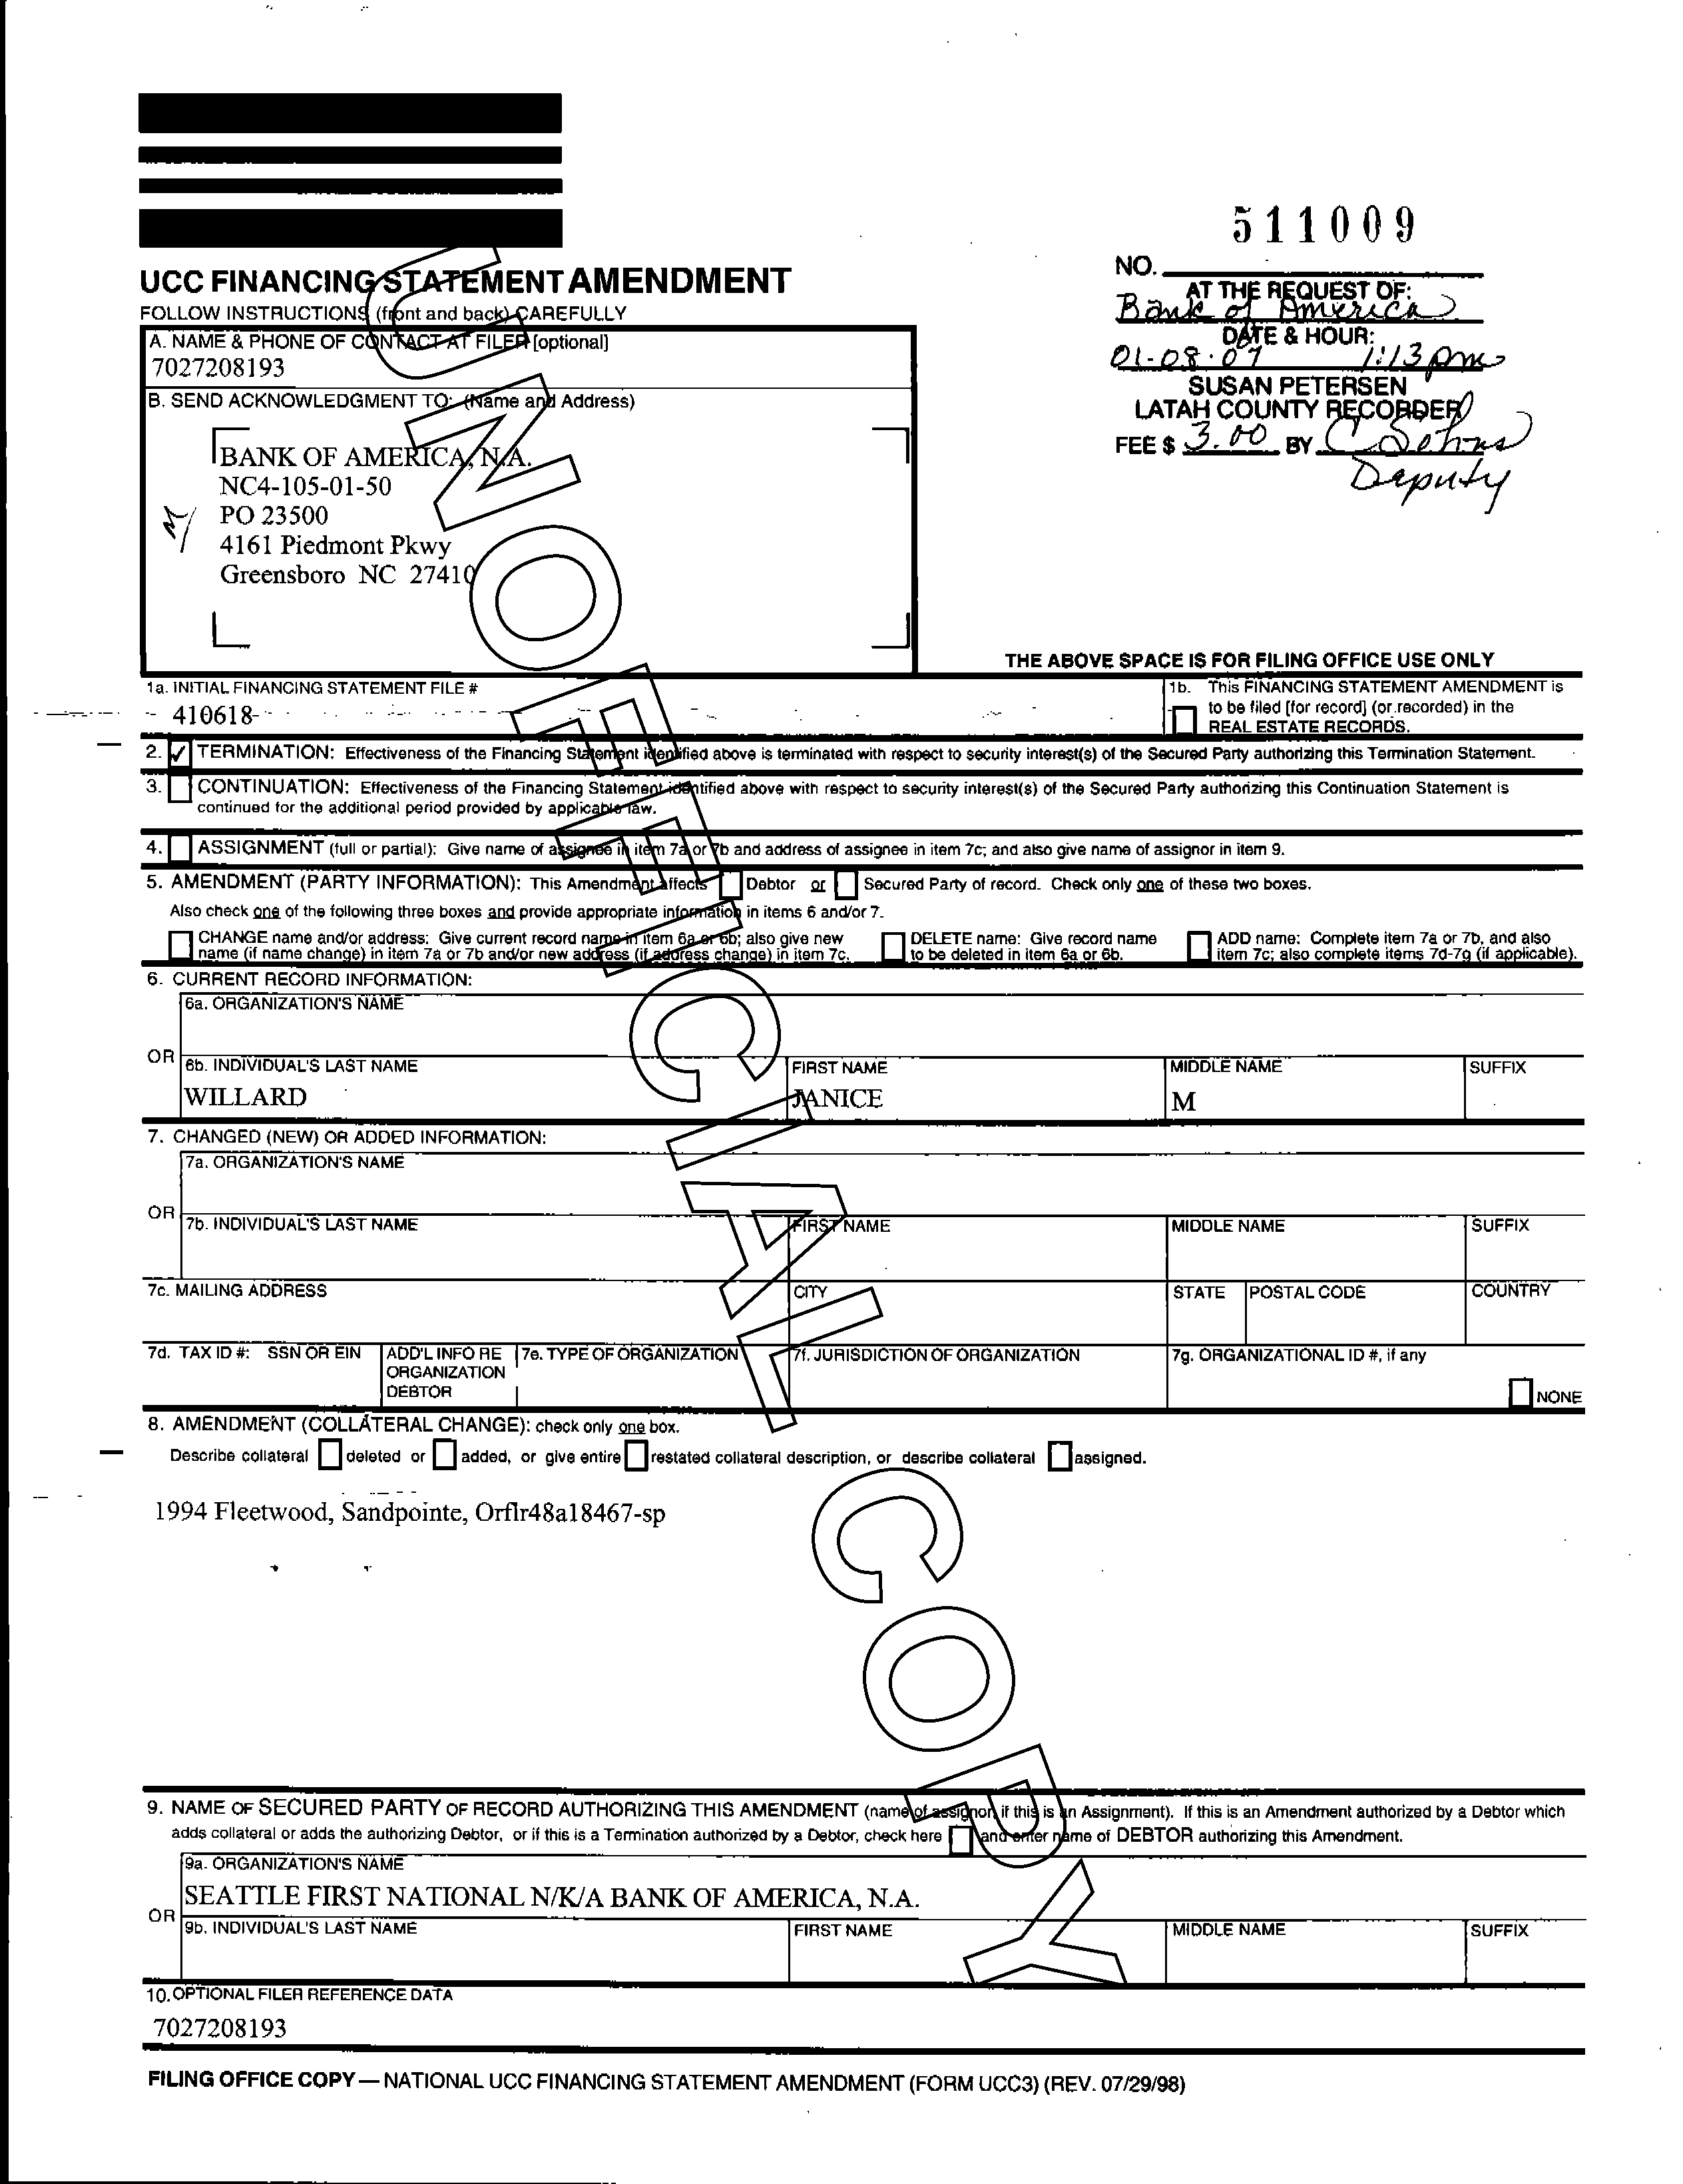 511009
UCC FINANCING STATEMENT AMENDMENT
FOLLOW INSTRUCTIONS (front and back) CAREFULLY
NO.
AT THE REQUEST OF:
Bank of America
DATE & HOUR:
01-08-07 1:13 pm
SUSAN PETERSEN
LATAH COUNTY RECORDER
FEE $ 3.00 BY C
Deputy
A. NAME & PHONE OF CONTACT AT FILER [optional]
7027208193
B. SEND ACKNOWLEDGMENT TO: (Name and Address)
BANK OF AMERICA, N.A.
NC4-105-01-50
PO 23500
4161 Piedmont Pkwy
Greensboro NC 27410
THE ABOVE SPACE IS FOR FILING OFFICE USE ONLY
1a. INITIAL FINANCING STATEMENT FILE #
410618
1b. This FINANCING STATEMENT AMENDMENT is
to be filed [for record] (or recorded) in the
REAL ESTATE RECORDS.
2. ✓ TERMINATION: Effectiveness of the Financing Statement identified above is terminated with respect to security interest(s) of the Secured Party authorizing this Termination Statement.
3. CONTINUATION: Effectiveness of the Financing Statement identified above with respect to security interest(s) of the Secured Party authorizing this Continuation Statement is
continued for the additional period provided by applicable law.
4. ASSIGNMENT (full or partial): Give name of assignee in item 7a or 7b and address of assignee in item 7c; and also give name of assignor in item 9.
5. AMENDMENT (PARTY INFORMATION): This Amendment affects Debtor or Secured Party of record. Check only one of these two boxes.
Also check one of the following three boxes and provide appropriate information in items 6 and/or 7.
CHANGE name and/or address: Give current record name in item 6a or 6b; also give new
name (if name change) in item 7a or 7b and/or new address (if address change) in item 7c.
DELETE name: Give record name
to be deleted in item 6a or 6b.
ADD name: Complete item 7a or 7b, and also
item 7c; also complete items 7d-7g (if applicable).
6. CURRENT RECORD INFORMATION:
6a. ORGANIZATION'S NAME
OR
6b. INDIVIDUAL'S LAST NAME FIRST NAME MIDDLE NAME SUFFIX
WILLARD JANICE M
7. CHANGED (NEW) OR ADDED INFORMATION:
7a. ORGANIZATION'S NAME
OR
7b. INDIVIDUAL'S LAST NAME FIRST NAME MIDDLE NAME SUFFIX
7c. MAILING ADDRESS CITY STATE POSTAL CODE COUNTRY
7d. TAX ID #: SSN OR EIN ADD'L INFO RE ORGANIZATION DEBTOR 7e. TYPE OF ORGANIZATION 7f. JURISDICTION OF ORGANIZATION 7g. ORGANIZATIONAL ID #, if any
NONE
8. AMENDMENT (COLLATERAL CHANGE): check only one box.
Describe collateral deleted or added, or give entire restated collateral description, or describe collateral assigned.
1994 Fleetwood, Sandpointe, Orflr48a18467-sp
9. NAME OF SECURED PARTY OF RECORD AUTHORIZING THIS AMENDMENT (name of assignor, if this is an Assignment). If this is an Amendment authorized by a Debtor which
adds collateral or adds the authorizing Debtor, or if this is a Termination authorized by a Debtor, check here and enter name of DEBTOR authorizing this Amendment.
9a. ORGANIZATION'S NAME
SEATTLE FIRST NATIONAL N/K/A BANK OF AMERICA, N.A.
OR
9b. INDIVIDUAL'S LAST NAME FIRST NAME MIDDLE NAME SUFFIX
10. OPTIONAL FILER REFERENCE DATA
7027208193
FILING OFFICE COPY — NATIONAL UCC FINANCING STATEMENT AMENDMENT (FORM UCC3) (REV. 07/29/98)
UNOFFICIAL COPY